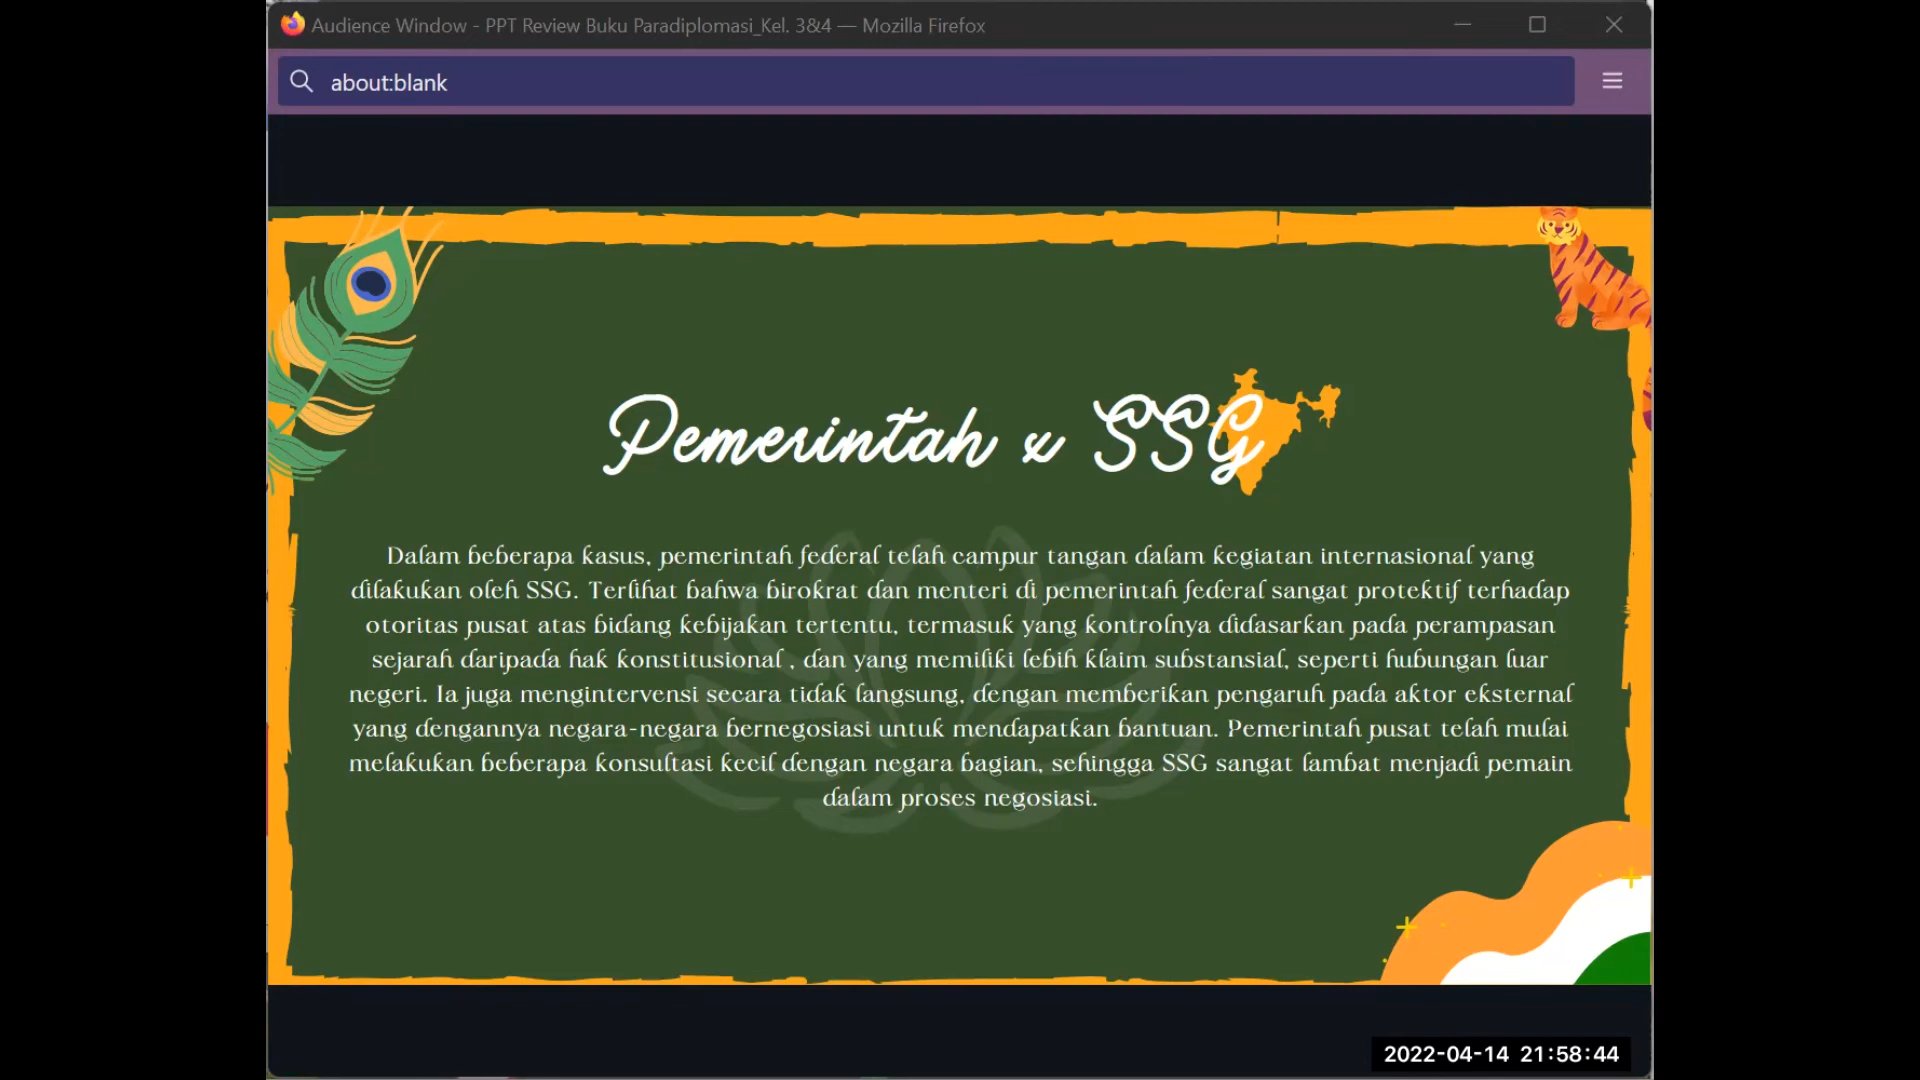 Audience Window - PPT Review Buku Paradiplomasi_Kel. 3&4 — Mozilla Firefox
about:blank
Pemerintah x SSG
Dalam beberapa kasus, pemerintah federal telah campur tangan dalam kegiatan internasional yang
dilakukan oleh SSG. Terlihat bahwa birokrat dan menteri di pemerintah federal sangat protektif terhadap
otoritas pusat atas bidang kebijakan tertentu, termasuk yang kontrolnya didasarkan pada perampasan
sejarah daripada hak konstitusional , dan yang memiliki lebih klaim substansial, seperti hubungan luar
negeri. Ia juga mengintervensi secara tidak langsung, dengan memberikan pengaruh pada aktor eksternal
yang dengannya negara-negara bernegosiasi untuk mendapatkan bantuan. Pemerintah pusat telah mulai
melakukan beberapa konsultasi kecil dengan negara bagian, sehingga SSG sangat lambat menjadi pemain
dalam proses negosiasi.
2022-04-14 21:58:44